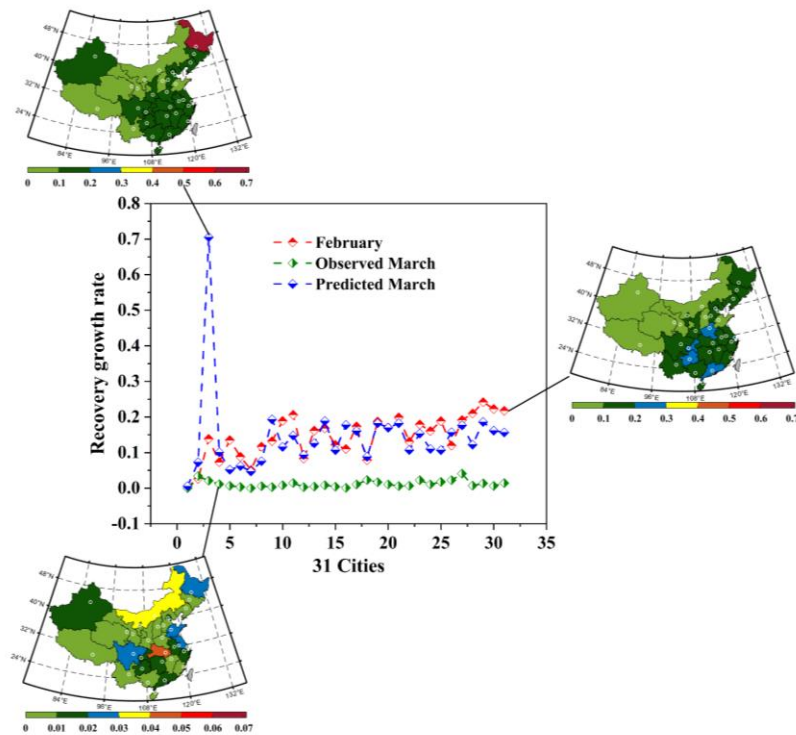 48°N
40°N
32°N
24°N
84°E
96°E
108°E
120°E
132°E
0 0.1 0.2 0.3 0.4 0.5 0.6 0.7
0.8
0.7
0.6
0.5
0.4
0.3
0.2
0.1
0.0
-0.1
Recovery growth rate
February
Observed March
Predicted March
0 5 10 15 20 25 30 35
31 Cities
48°N
40°N
32°N
24°N
84°E
96°E
108°E
120°E
132°E
0 0.1 0.2 0.3 0.4 0.5 0.6 0.7
48°N
40°N
32°N
24°N
84°E
96°E
108°E
120°E
132°E
0 0.01 0.02 0.03 0.04 0.05 0.06 0.07